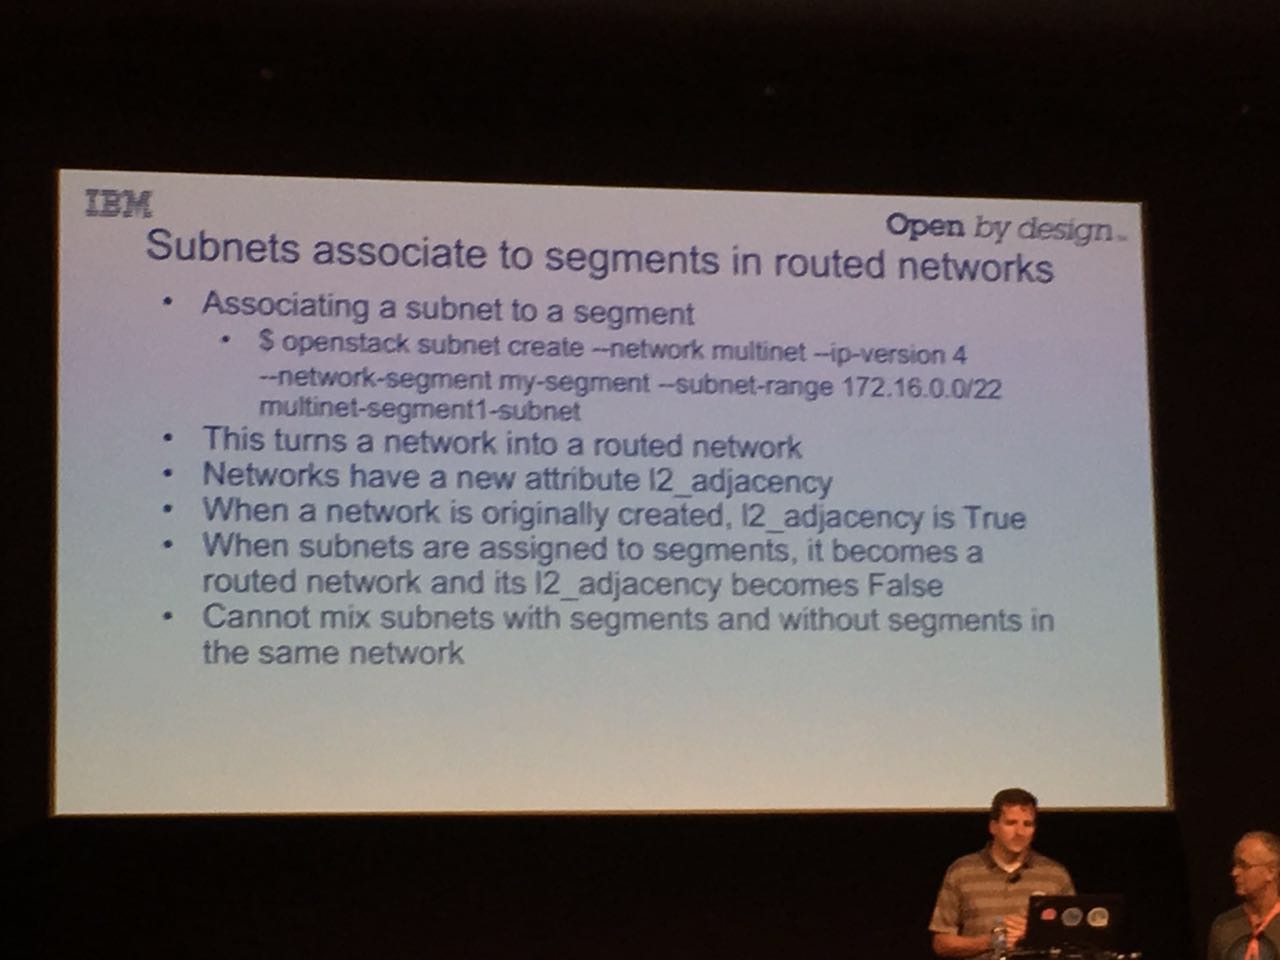 IBM
Open by design™
Subnets associate to segments in routed networks
• Associating a subnet to a segment
• $ openstack subnet create --network multinet --ip-version 4
--network-segment my-segment --subnet-range 172.16.0.0/22
multinet-segment1-subnet
• This turns a network into a routed network
• Networks have a new attribute l2_adjacency
• When a network is originally created, l2_adjacency is True
• When subnets are assigned to segments, it becomes a
routed network and its l2_adjacency becomes False
• Cannot mix subnets with segments and without segments in
the same network